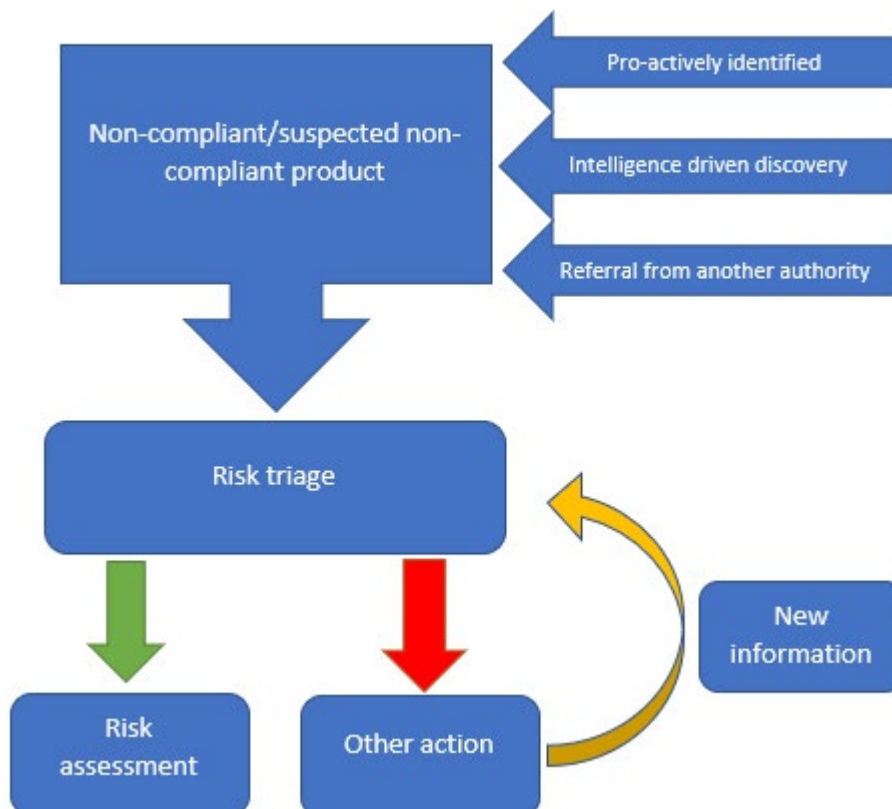 Pro-actively identified
Non-compliant/suspected non-
compliant product
Intelligence driven discovery
Referral from another authority
Risk triage
New
information
Risk
assessment
Other action